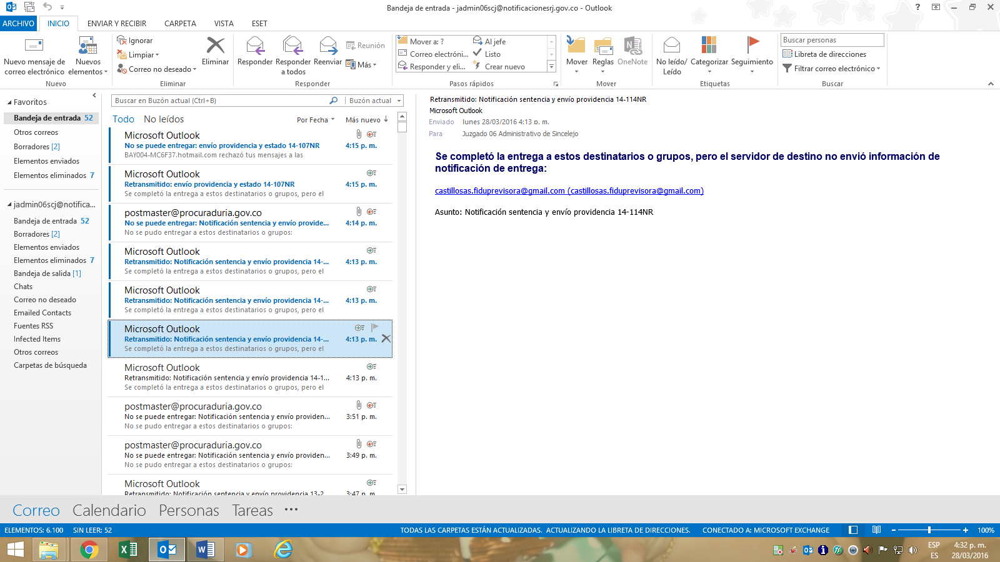 Bandeja de entrada - jadmin06scj@notificacionesrj.gov.co - Outlook
ARCHIVO INICIO ENVIAR Y RECIBIR CARPETA VISTA ESET
Nuevo mensaje de correo electrónico
Nuevos elementos
Nuevo
Ignorar
Limpiar
Correo no deseado
Eliminar
Eliminar
Responder
Responder a todos
Reenviar
Reunión
Más
Responder
Mover a: ?
Correo electróni...
Responder y eli...
Al jefe
Listo
Crear nuevo
Pasos rápidos
Mover
Reglas
OneNote
Mover
No leído/ Leído
Categorizar
Seguimiento
Etiquetas
Buscar personas
Libreta de direcciones
Filtrar correo electrónico
Buscar
Favoritos
Bandeja de entrada 52
Otros correos
Borradores [2]
Elementos enviados
Elementos eliminados 7
jadmin06scj@notifica...
Bandeja de entrada 52
Borradores [2]
Elementos enviados
Elementos eliminados 7
Bandeja de salida [1]
Chats
Correo no deseado
Emailed Contacts
Fuentes RSS
Infected Items
Otros correos
Carpetas de búsqueda
Buscar en Buzón actual (Ctrl+B)
Buzón actual
Todo No leídos
Por Fecha Más nuevo
Microsoft Outlook
No se puede entregar: envío providencia y estado 14-107NR 4:15 p. m.
BAY004-MC6F37.hotmail.com rechazó tus mensajes a las
Microsoft Outlook
Retransmitido: envío providencia y estado 14-107NR 4:15 p. m.
Se completó la entrega a estos destinatarios o grupos, pero el
postmaster@procuraduria.gov.co
No se puede entregar: Notificación sentencia y envío provide... 4:14 p. m.
No se pudo entregar a estos destinatarios o grupos:
Microsoft Outlook
Retransmitido: Notificación sentencia y envío providencia 14-... 4:13 p. m.
Se completó la entrega a estos destinatarios o grupos, pero el
Microsoft Outlook
Retransmitido: Notificación sentencia y envío providencia 14-... 4:13 p. m.
Se completó la entrega a estos destinatarios o grupos, pero el
Microsoft Outlook
Retransmitido: Notificación sentencia y envío providencia 14-... 4:13 p. m.
Se completó la entrega a estos destinatarios o grupos, pero el
Microsoft Outlook
Retransmitido: Notificación sentencia y envío providencia 14-1... 4:13 p. m.
Se completó la entrega a estos destinatarios o grupos, pero el
postmaster@procuraduria.gov.co
No se puede entregar: Notificación sentencia y envío providen... 3:51 p. m.
No se pudo entregar a estos destinatarios o grupos:
postmaster@procuraduria.gov.co
No se puede entregar: Notificación sentencia y envío providen... 3:49 p. m.
No se pudo entregar a estos destinatarios o grupos:
Microsoft Outlook
Retransmitido: Notificación sentencia y envío providencia 13-2 3:47 p. m.
Retransmitido: Notificación sentencia y envío providencia 14-114NR
Microsoft Outlook
Enviado lunes 28/03/2016 4:13 p. m.
Para Juzgado 06 Administrativo de Sincelejo
Se completó la entrega a estos destinatarios o grupos, pero el servidor de destino no envió información de
notificación de entrega:
castillosas.fiduprevisora@gmail.com (castillosas.fiduprevisora@gmail.com)
Asunto: Notificación sentencia y envío providencia 14-114NR
Correo Calendario Personas Tareas ...
ELEMENTOS: 6.100 SIN LEER: 52 TODAS LAS CARPETAS ESTÁN ACTUALIZADAS. ACTUALIZANDO LA LIBRETA DE DIRECCIONES. CONECTADO A: MICROSOFT EXCHANGE 100%
ESP
ES
4:32 p. m.
28/03/2016